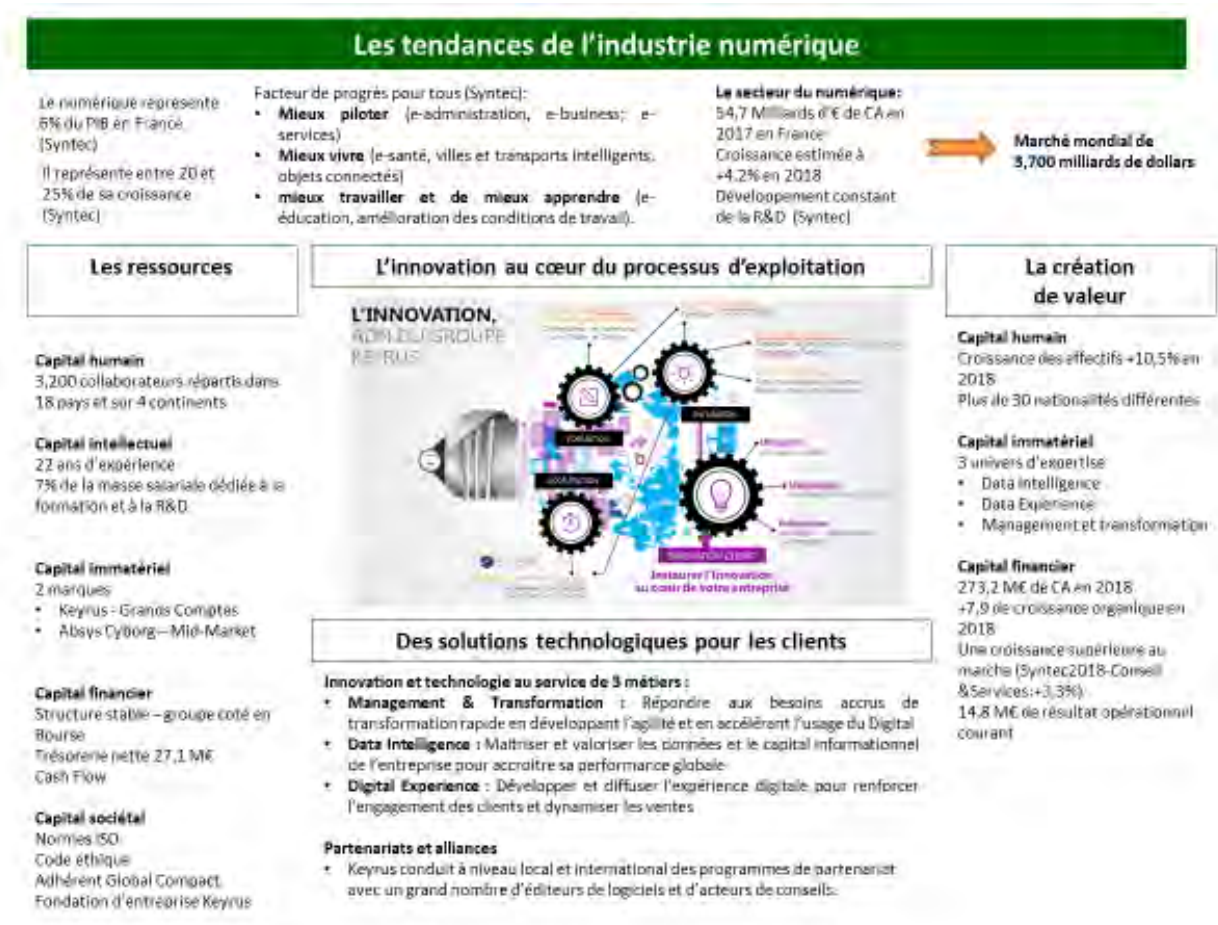 Les tendances de l'industrie numérique
Le numérique représente
6% du PIB en France
(Syntec)
Il représente entre 20 et
25% de sa croissance
(Syntec)
Facteur de progrès pour tous (Syntec):
• Mieux piloter (e-administration, e-business; e-
services)
• Mieux vivre (e-santé, villes et transports intelligents,
objets connectés)
• mieux travailler et de mieux apprendre (e-
éducation, amélioration des conditions de travail).
Le secteur du numérique:
54,7 Milliards d'€ de CA en
2017 en France
Croissance estimée à
+4.2% en 2018
Développement constant
de la R&D (Syntec)
Marché mondial de
3,700 milliards de dollars
Les ressources
Capital humain
3,200 collaborateurs répartis dans
18 pays et sur 4 continents
Capital intellectuel
22 ans d'expérience
7% de la masse salariale dédiée à la
formation et à la R&D
Capital immatériel
2 marques
• Keyrus - Grands Comptes
• Absys Cyborg – Mid-Market
Capital financier
Structure stable – groupe coté en
Bourse
Trésorerie nette 27,1 M€
Cash Flow
Capital sociétal
Normes ISO
Code éthique
Adhérent Global Compact
Fondation d'entreprise Keyrus
L'innovation au cœur du processus d'exploitation
L'INNOVATION,
ADN DU GROUPE
KEYRUS
Instaurer l'Innovation
au cœur de votre entreprise
Des solutions technologiques pour les clients
Innovation et technologie au service de 3 métiers :
• Management & Transformation : Répondre aux besoins accrus de
transformation rapide en développant l'agilité et en accélérant l'usage du Digital
• Data Intelligence : Maîtriser et valoriser les données et le capital informationnel
de l'entreprise pour accroître sa performance globale
• Digital Experience : Développer et diffuser l'expérience digitale pour renforcer
l'engagement des clients et dynamiser les ventes
Partenariats et alliances
• Keyrus conduit à niveau local et international des programmes de partenariat
avec un grand nombre d'éditeurs de logiciels et d'acteurs de conseils.
La création
de valeur
Capital humain
Croissance des effectifs +10,5% en
2018
Plus de 30 nationalités différentes
Capital immatériel
3 univers d'expertise
• Data Intelligence
• Data Experience
• Management et transformation
Capital financier
273,2 M€ de CA en 2018
+7,9 de croissance organique en
2018
Une croissance supérieure au
marche (Syntec2018-Conseil
&Services:+3,3%)
14.8 M€ de résultat opérationnel
courant